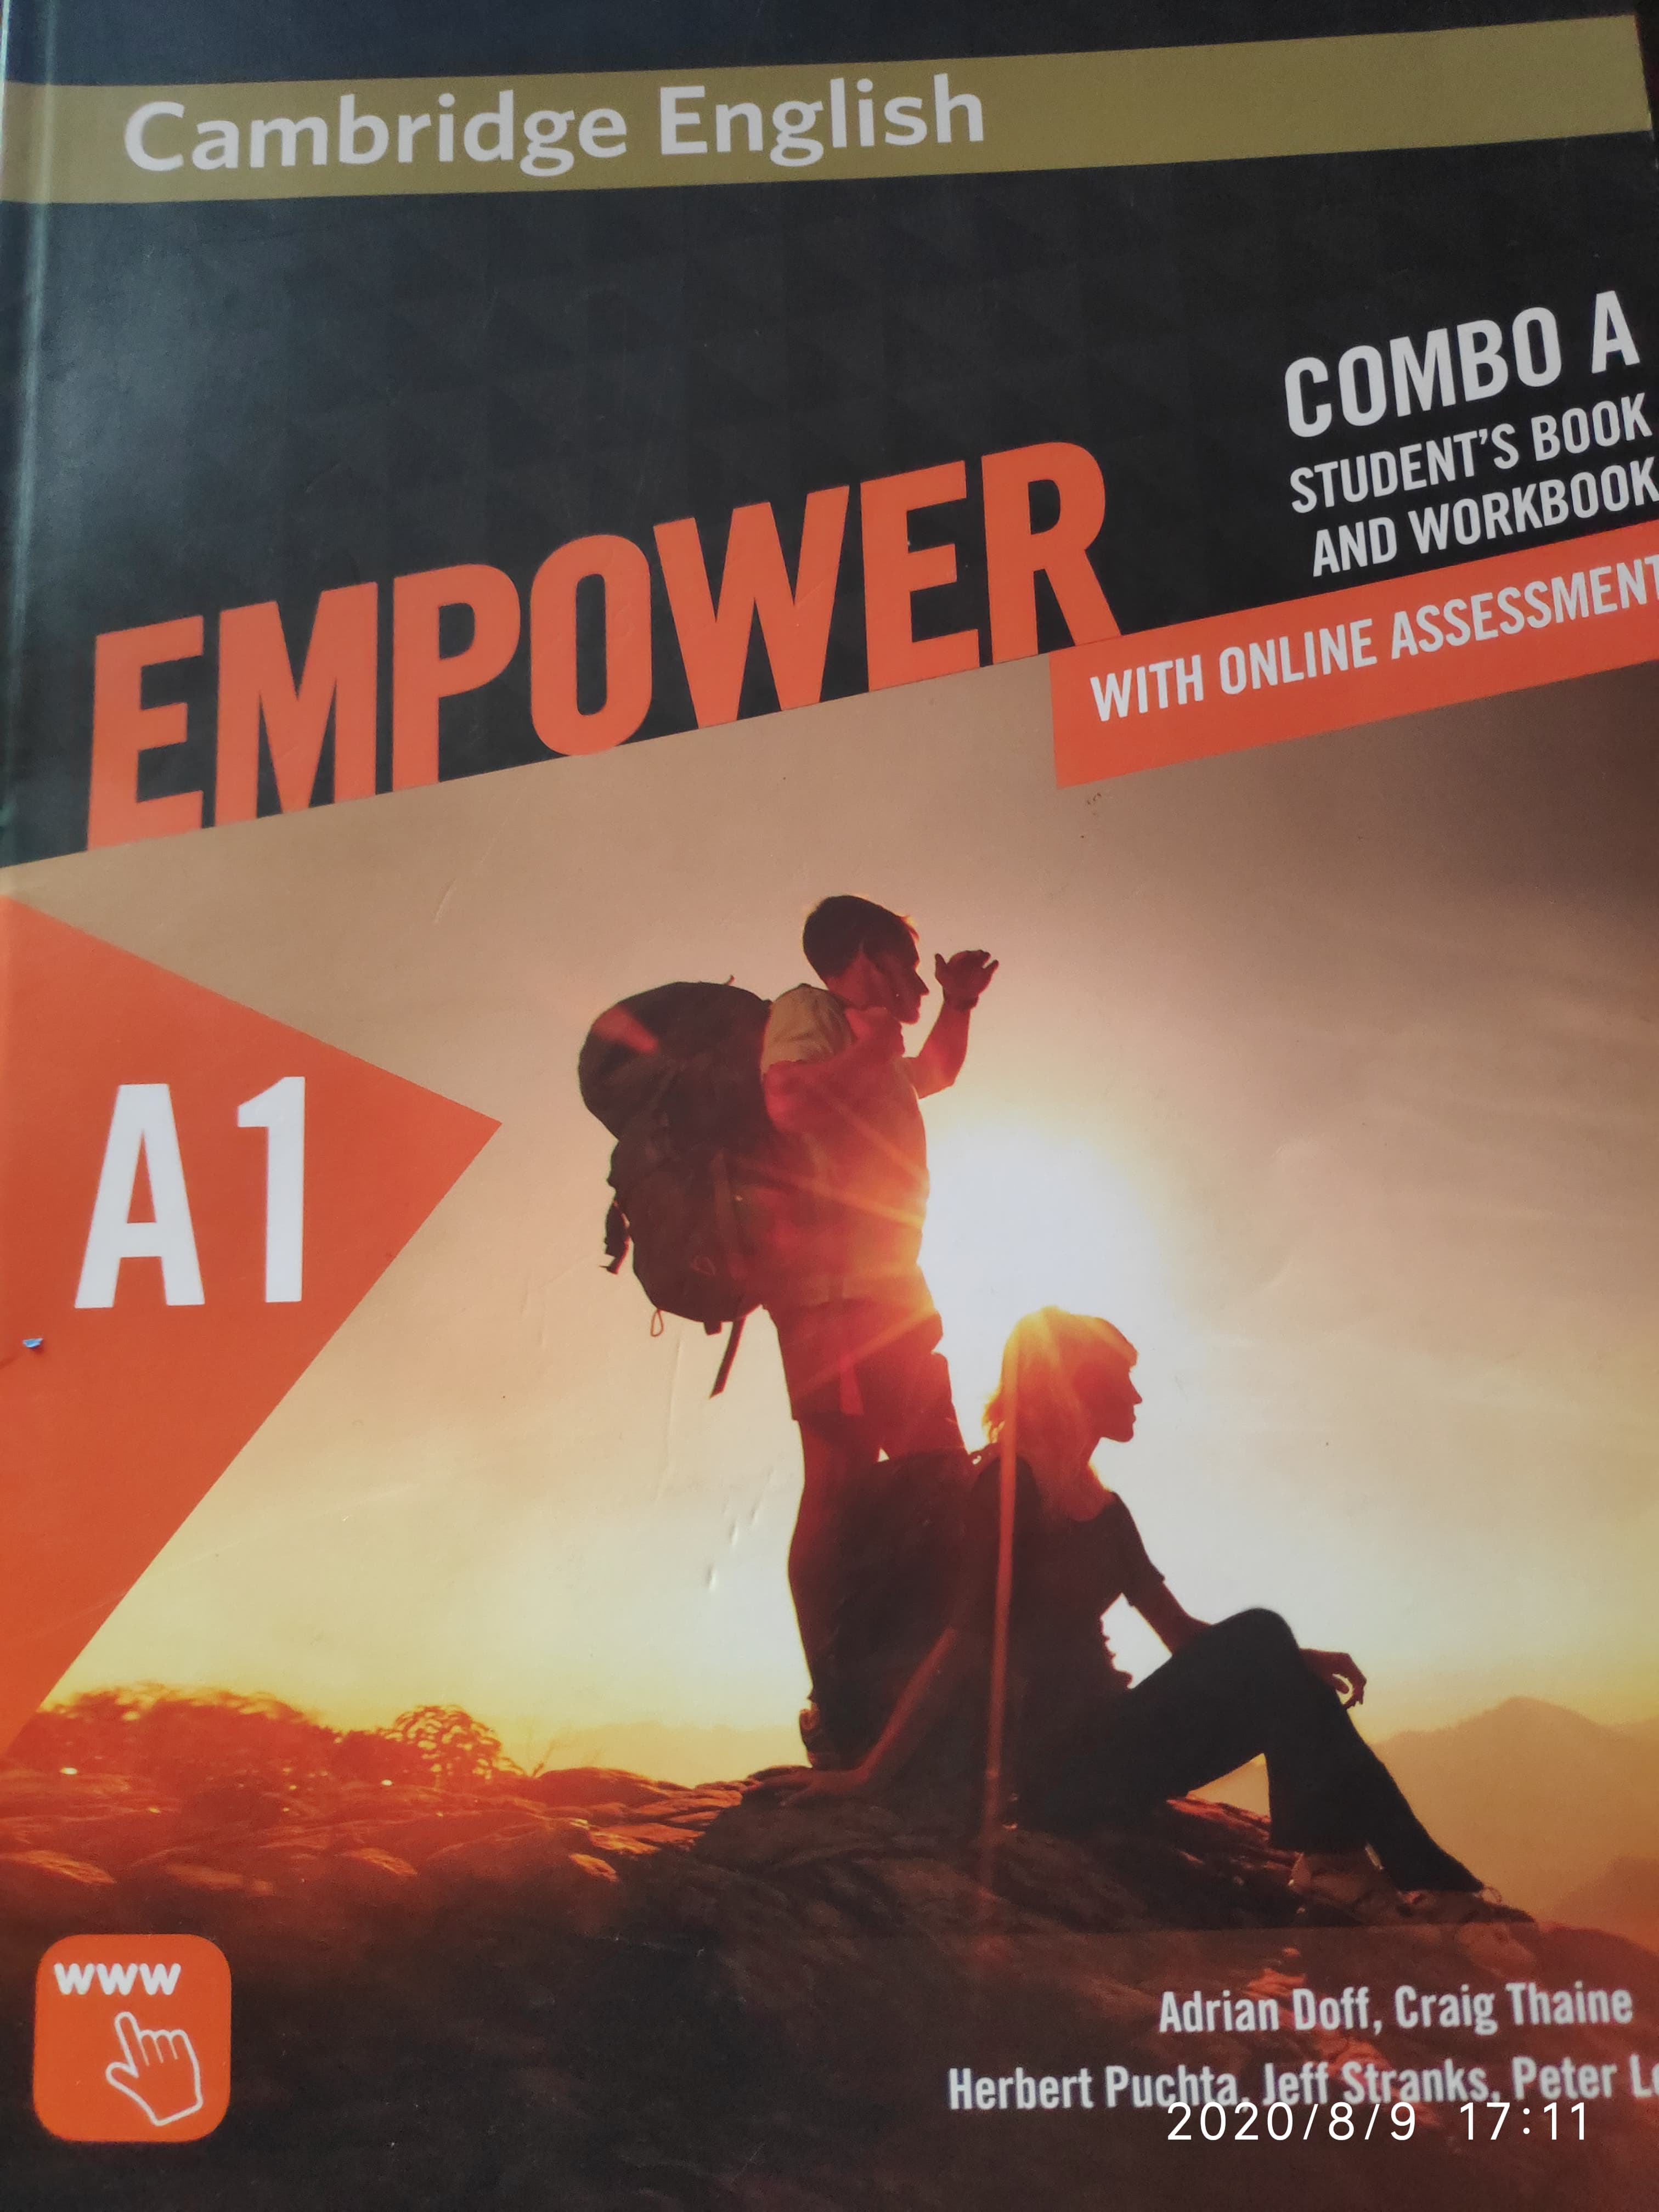 Cambridge English
COMBO A
STUDENT'S BOOK
AND WORKBOOK
EMPOWER
WITH ONLINE ASSESSMENT
A1
www
Adrian Doff, Craig Thaine
Herbert Puchta, Jeff Stranks, Peter
2020/8/9 17:11